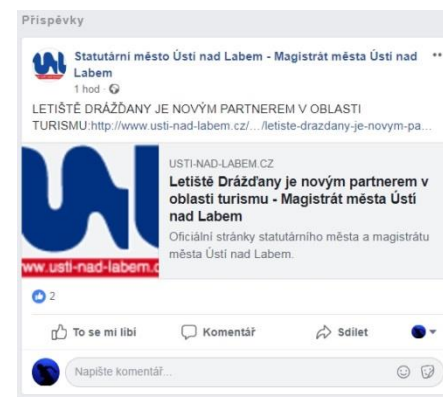 Příspěvky
Statutární město Ústí nad Labem - Magistrát města Ústí nad
Labem
1 hod ·
LETIŠTĚ DRÁŽĎANY JE NOVÝM PARTNEREM V OBLASTI
TURISMU:http://www.usti-nad-labem.cz/…/letiste-drazdany-je-novym-pa…
USTI-NAD-LABEM.CZ
Letiště Drážďany je novým partnerem v
oblasti turismu - Magistrát města Ústí
nad Labem
Oficiální stránky statutárního města a magistrátu
města Ústí nad Labem.
ww.usti-nad-labem.c
2
To se mi líbí
Komentář
Sdílet
Napište komentář...